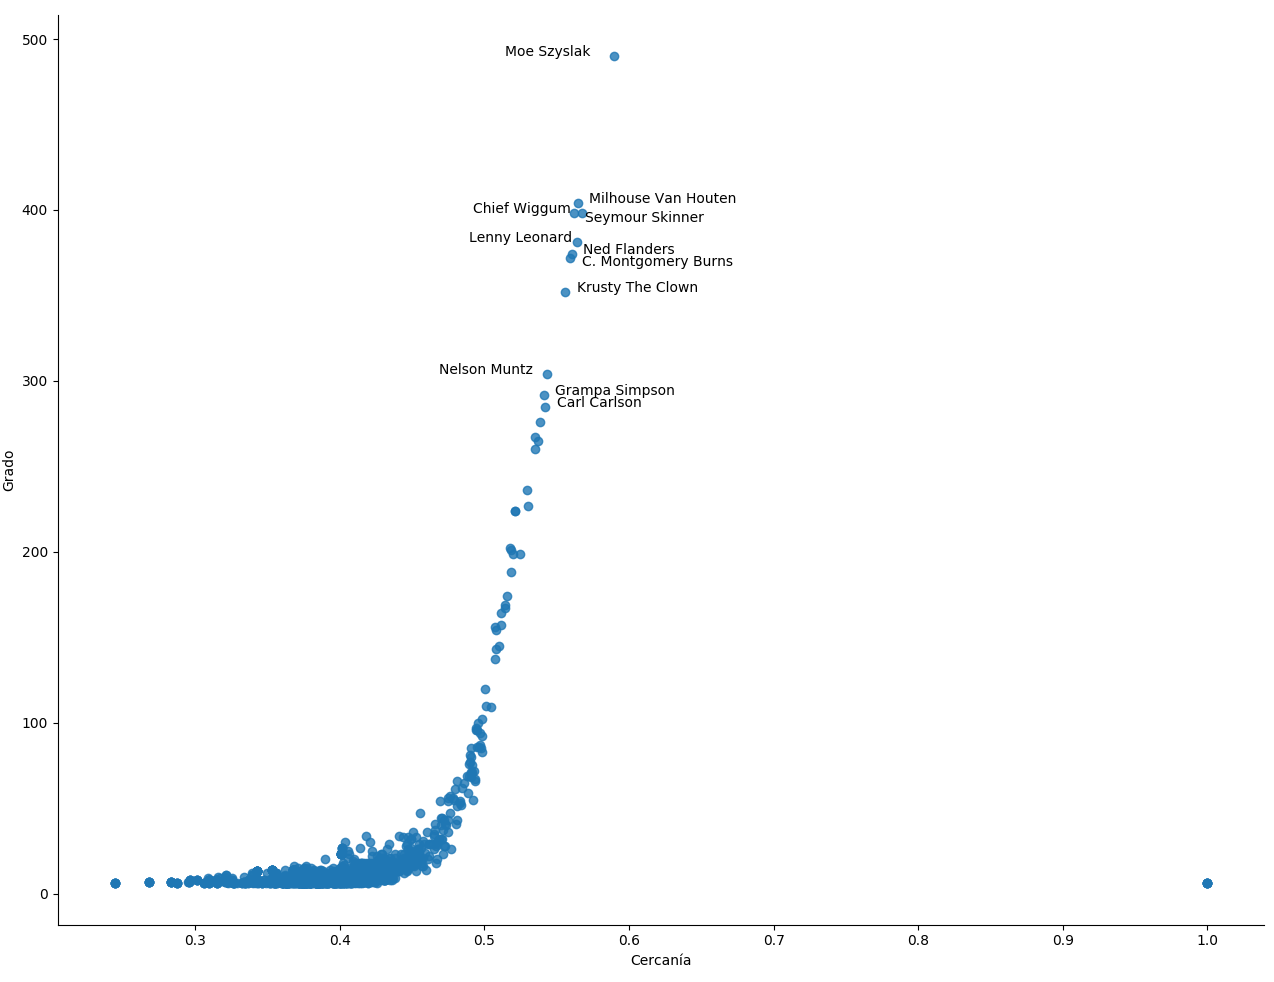 500
Moe Szyslak
Milhouse Van Houten
Chief Wiggum
400
Seymour Skinner
Lenny Leonard
Ned Flanders
C. Montgomery Burns
Krusty The Clown
Nelson Muntz
300
Grampa Simpson
Carl Carlson
Grado
200
100
0
0.3 0.4 0.5 0.6 0.7 0.8 0.9 1.0
Cercanía